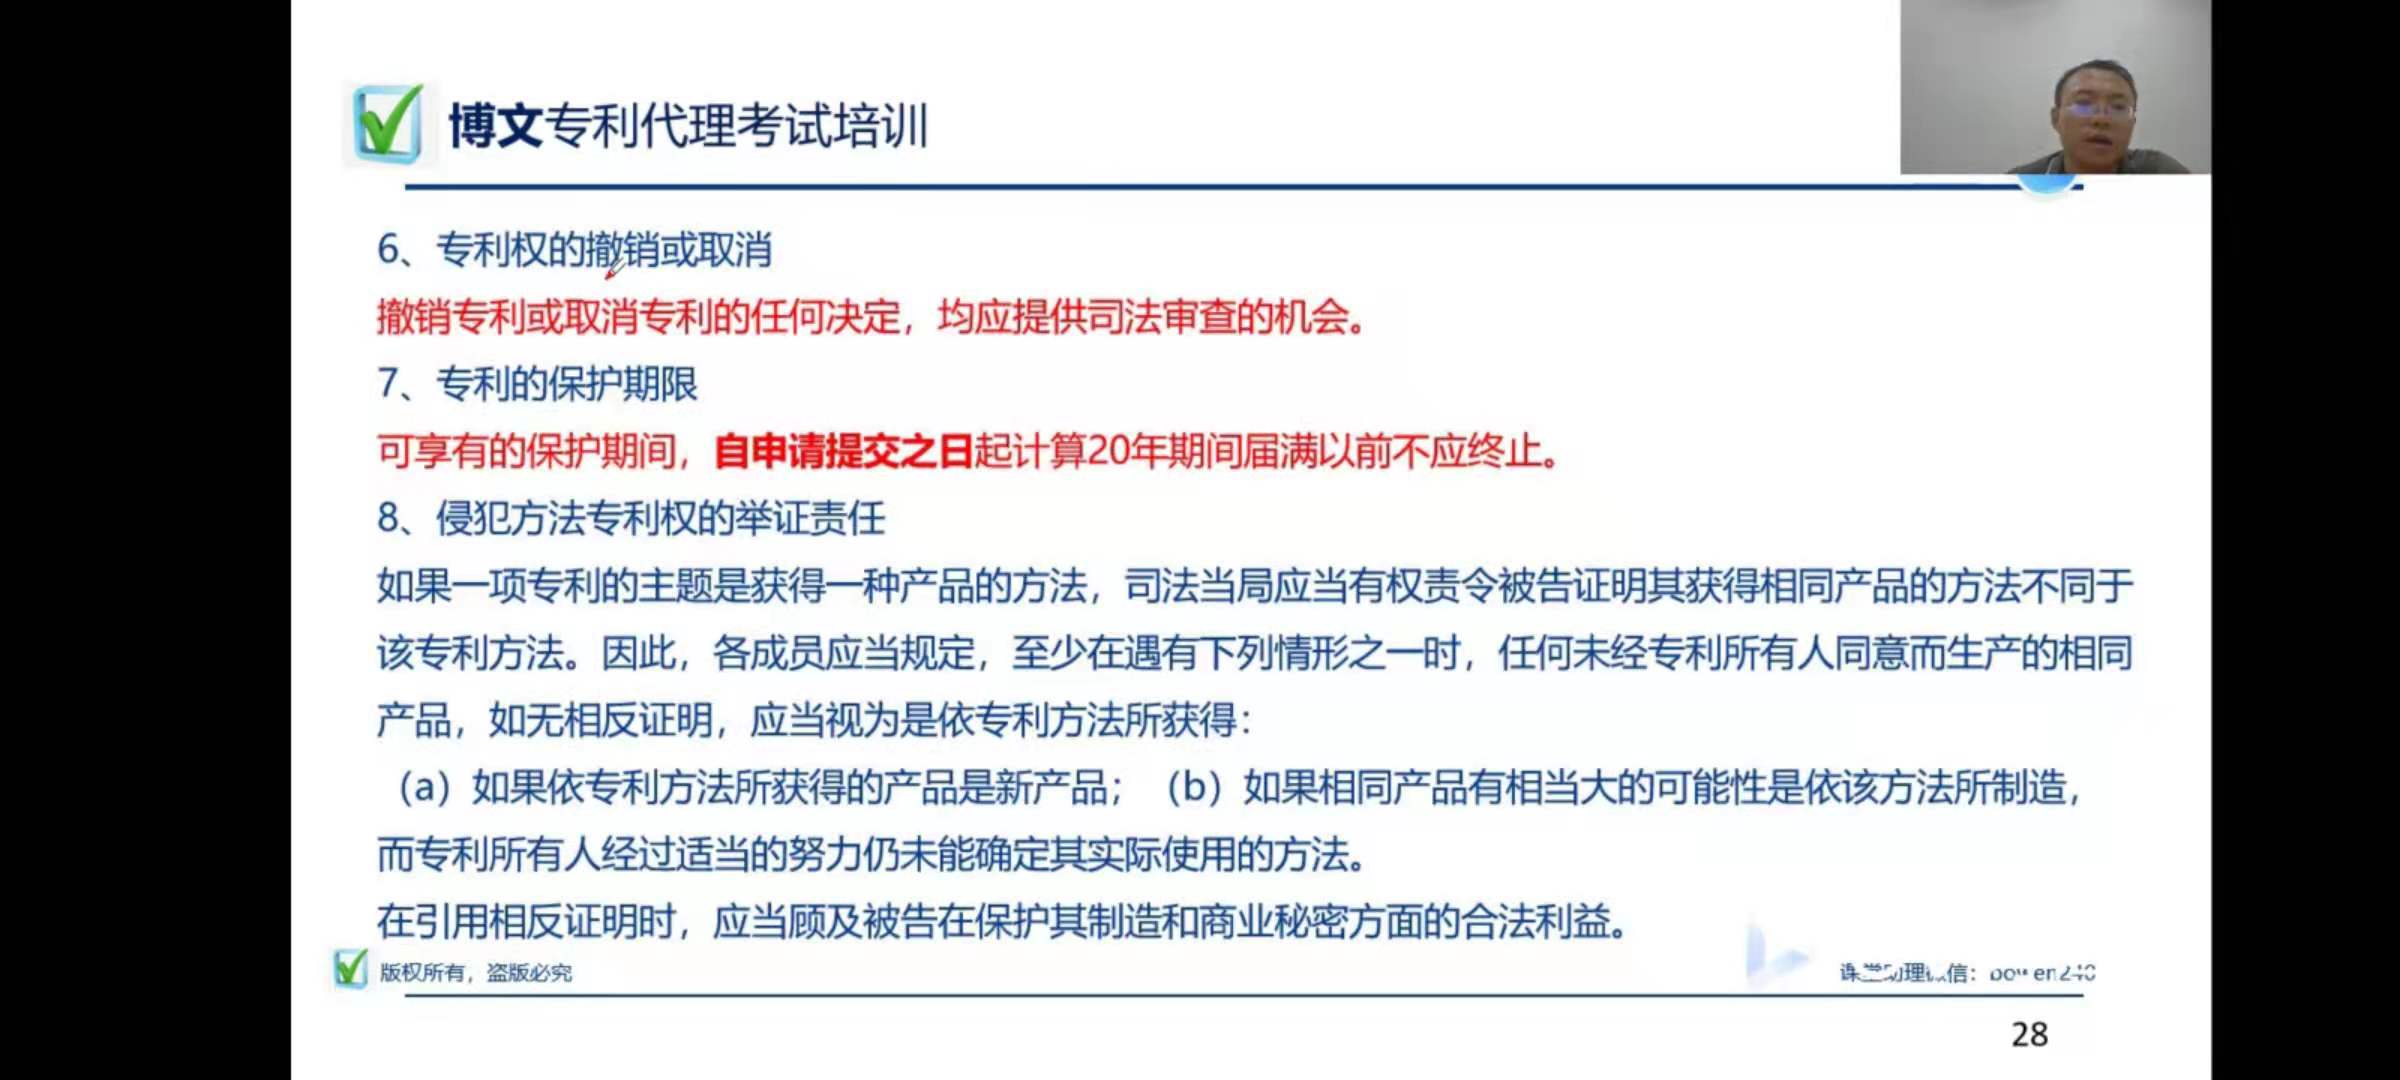 博文专利代理考试培训
6、专利权的撤销或取消
撤销专利或取消专利的任何决定，均应提供司法审查的机会。
7、专利的保护期限
可享有的保护期间，自申请提交之日起计算20年期间届满以前不应终止。
8、侵犯方法专利权的举证责任
如果一项专利的主题是获得一种产品的方法，司法当局应当有权责令被告证明其获得相同产品的方法不同于
该专利方法。因此，各成员应当规定，至少在遇有下列情形之一时，任何未经专利所有人同意而生产的相同
产品，如无相反证明，应当视为是依专利方法所获得：
（a）如果依专利方法所获得的产品是新产品；（b）如果相同产品有相当大的可能性是依该方法所制造，
而专利所有人经过适当的努力仍未能确定其实际使用的方法。
在引用相反证明时，应当顾及被告在保护其制造和商业秘密方面的合法利益。
版权所有，盗版必究
课堂助理微信：
28